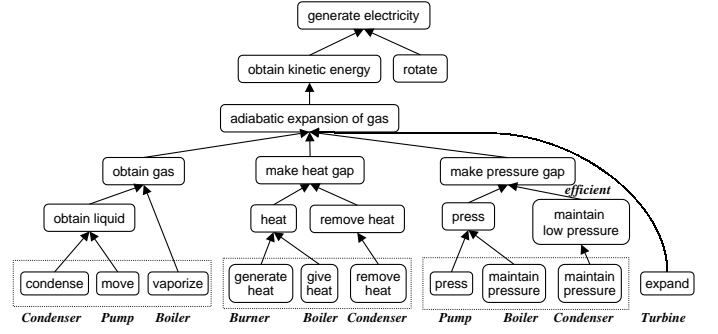 generate electricity
obtain kinetic energy rotate
adiabatic expansion of gas
obtain gas make heat gap make pressure gap
efficient
obtain liquid heat remove heat press maintain
low pressure
condense move vaporize generate
heat give
heat remove
heat press maintain
pressure maintain
pressure expand
Condenser Pump Boiler Burner Boiler Condenser Pump Boiler Condenser Turbine